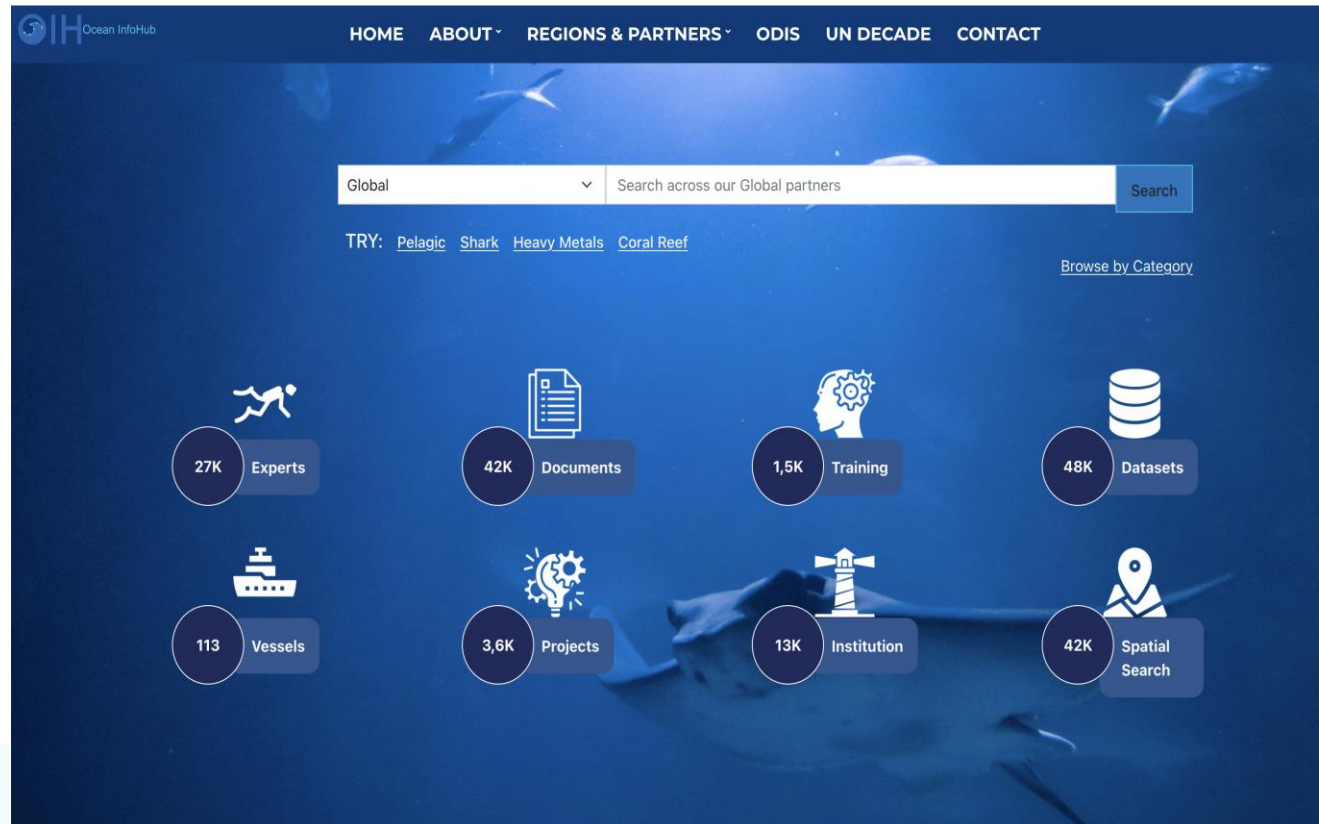 OIH Ocean InfoHub
HOME ABOUT REGIONS & PARTNERS ODIS UN DECADE CONTACT
Global Search across our Global partners Search
TRY: Pelagic Shark Heavy Metals Coral Reef
Browse by Category
27K Experts 42K Documents 1,5K Training 48K Datasets
113 Vessels 3,6K Projects 13K Institution 42K Spatial
Search